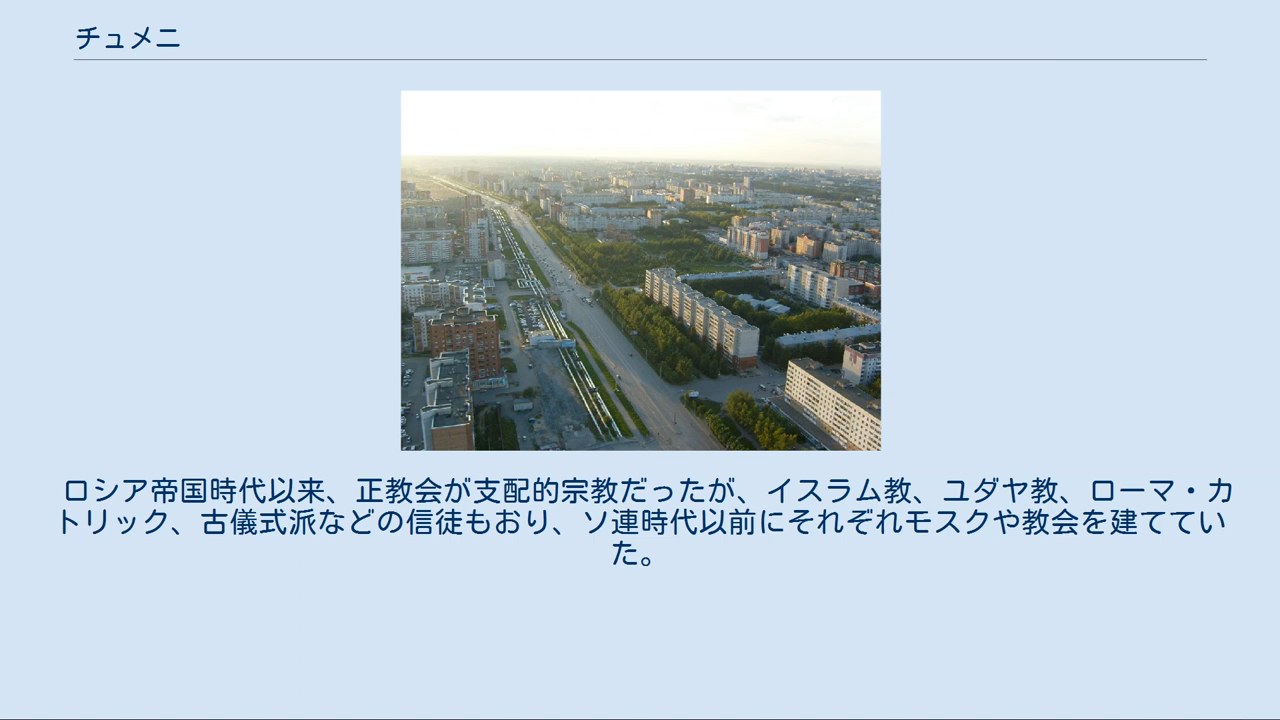 チュメニ
ロシア帝国時代以来、正教会が支配的宗教だったが、イスラム教、ユダヤ教、ローマ・カ
トリック、古儀式派などの信徒もおり、ソ連時代以前にそれぞれモスクや教会を建ててい
た。